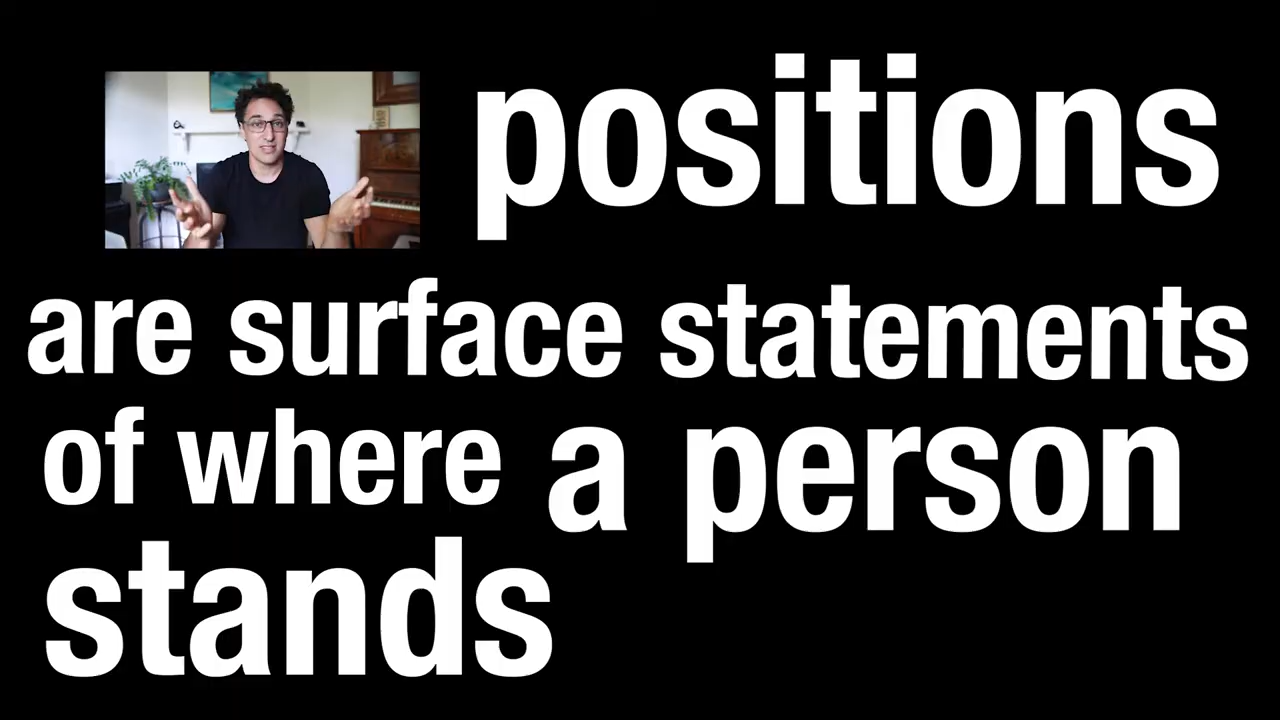 positions
are surface statements
of where a person
stands